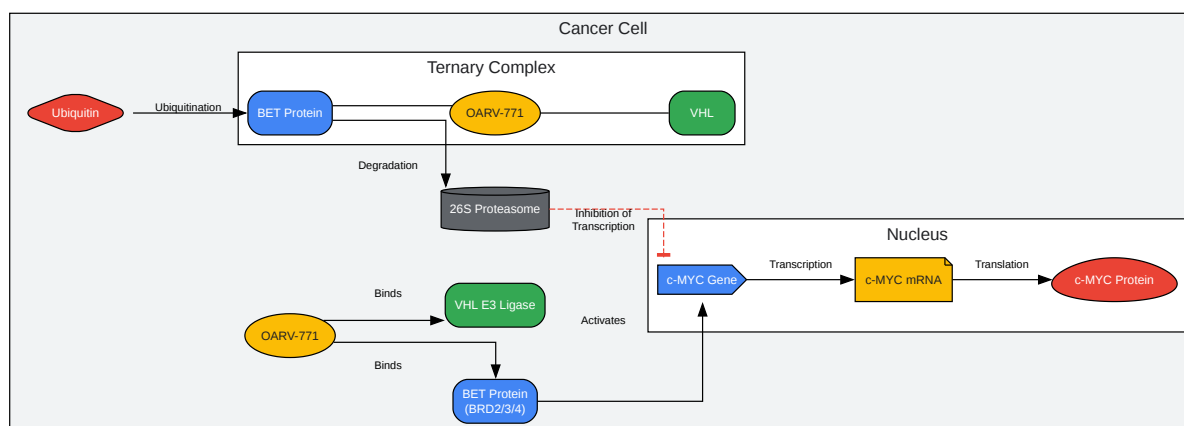 Cancer Cell
Ternary Complex
Ubiquitin
Ubiquitination
BET Protein
OARV-771
VHL
Degradation
26S Proteasome
Inhibition of
Transcription
Nucleus
c-MYC Gene
Transcription
c-MYC mRNA
Translation
c-MYC Protein
Binds
VHL E3 Ligase
Activates
OARV-771
Binds
BET Protein
(BRD2/3/4)